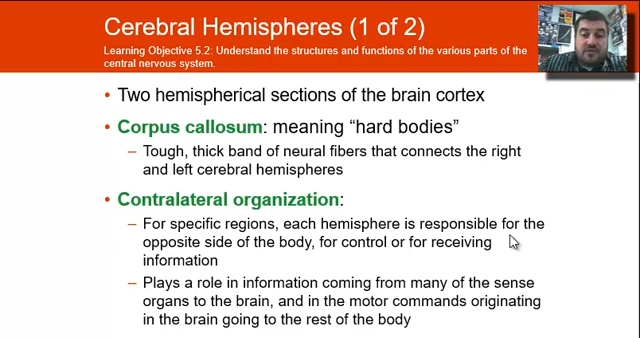 Cerebral Hemispheres (1 of 2)
Learning Objective 5.2: Understand the structures and functions of the various parts of the
central nervous system.
• Two hemispherical sections of the brain cortex
• Corpus callosum: meaning “hard bodies”
– Tough, thick band of neural fibers that connects the right
and left cerebral hemispheres
• Contralateral organization:
– For specific regions, each hemisphere is responsible for the
opposite side of the body, for control or for receiving
information
– Plays a role in information coming from many of the sense
organs to the brain, and in the motor commands originating
in the brain going to the rest of the body